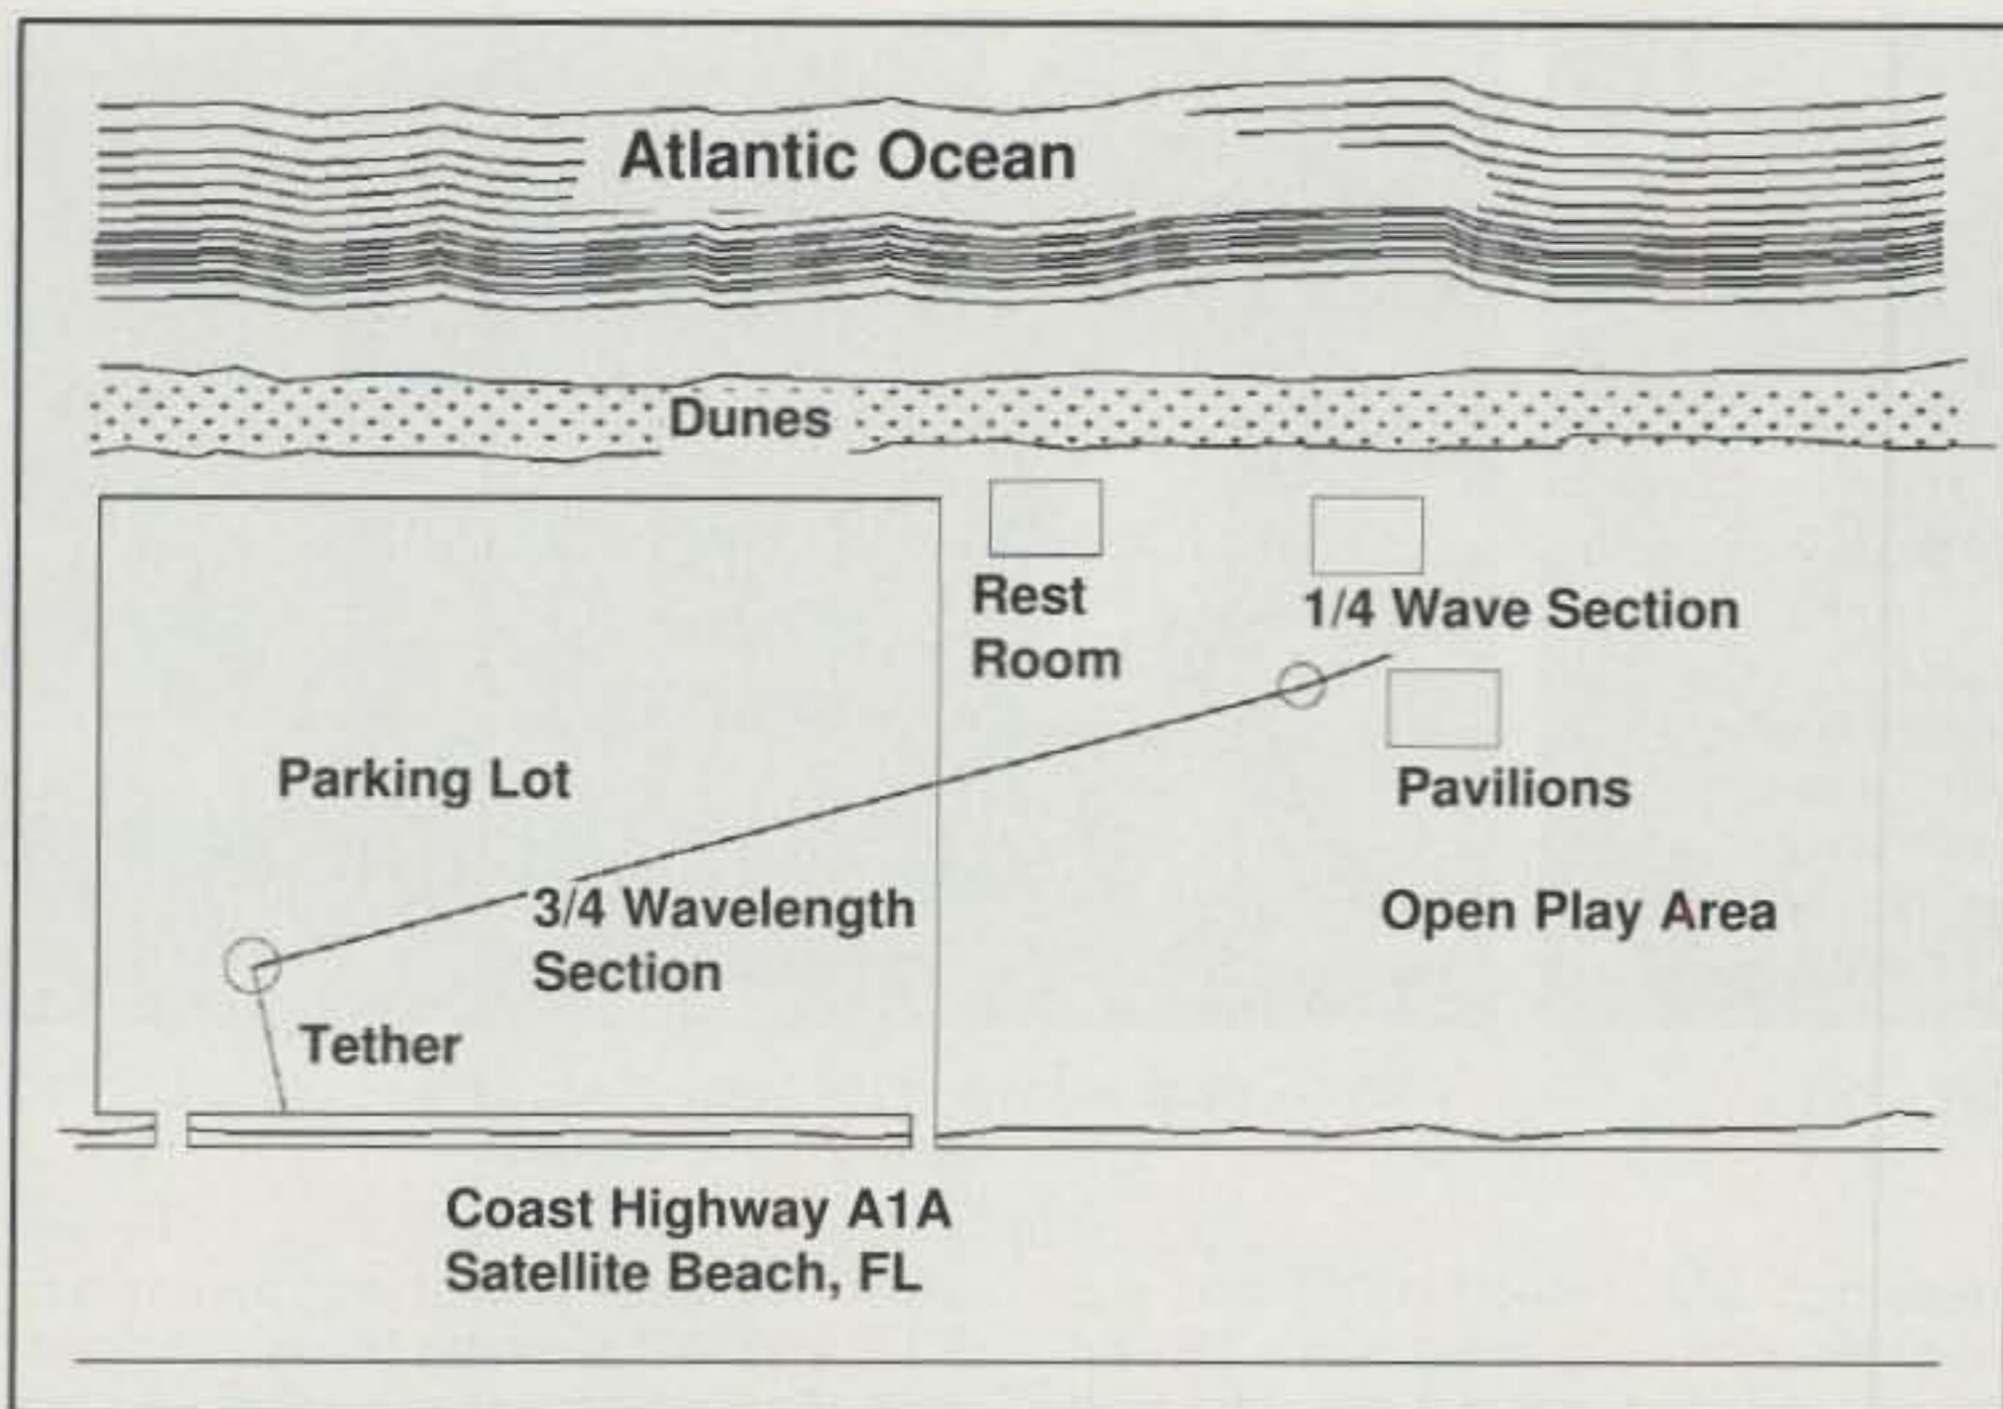 Atlantic Ocean
Dunes
Rest
Room
1/4 Wave Section
Parking Lot
Pavilions
3/4 Wavelength
Section
Open Play Area
Tether
Coast Highway A1A
Satellite Beach, FL